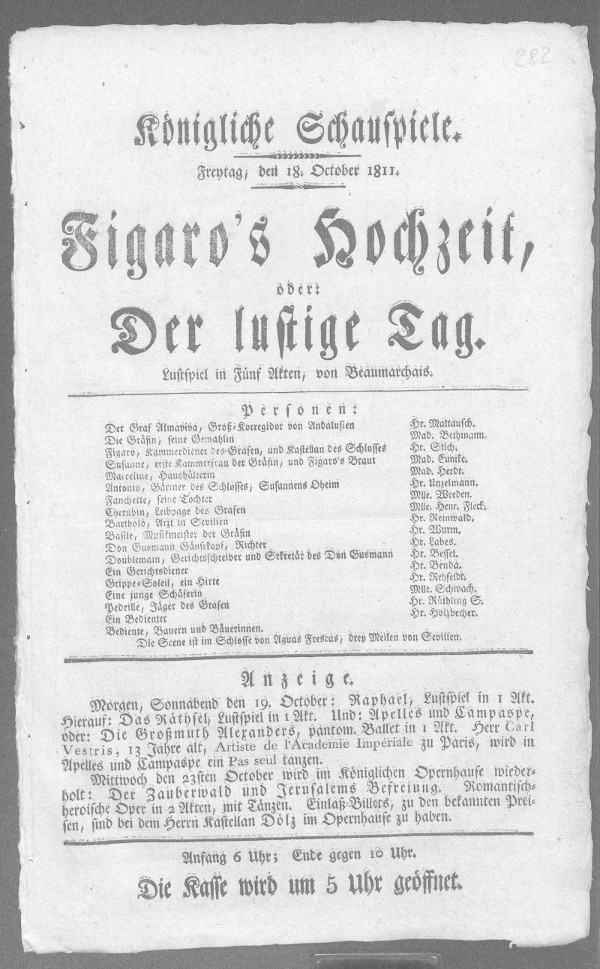 282
Königliche Schauspiele.
Freytag, den 18. October 1811.
Figaro's Hochzeit,
oder:
Der lustige Tag.
Lustspiel in Fünf Akten, von Beaumarchais.
Personen:
Der Graf Almaviva, Groß-Korregidor von Andalusien Hr. Mattausch.
Die Gräfin, seine Gemahlin Mad. Bethmann.
Figaro, Kammerdiener des Grafen, und Kastellan des Schlosses Hr. Stich.
Susanne, erste Kammerfrau der Gräfin, und Figaro's Braut Mad. Eunike.
Marceline, Haushälterin Mad. Herdt.
Antonio, Gärtner des Schlosses, Susannens Oheim Hr. Unzelmann.
Fanchette, seine Tochter Mlle. Wreden.
Cherubin, Leibpage des Grafen Mlle. Henr. Fleck.
Bartholo, Arzt in Sevilien Hr. Reinwald.
Basile, Musikmeister der Gräfin Hr. Wurm.
Don Gusmann Gänsekopf, Richter Hr. Labes.
Doublemain, Gerichtsschreiber und Sekretär des Don Gusmann Hr. Bessel.
Ein Gerichtsdiener Hr. Benda.
Grippe-Soleil, ein Hirte Hr. Rehfeldt.
Eine junge Schäferin Mlle. Schwach.
Pedrille, Jäger des Grafen Hr. Rüthling S.
Ein Bedienter Hr. Holzbecher.
Bediente, Bauern und Bäuerinnen.
Die Scene ist im Schlosse von Aguas Frescas, drey Meilen von Sevilien.
Anzeige.
Morgen, Sonnabend den 19. October: Raphael, Lustspiel in 1 Akt.
Hierauf: Das Räthsel, Lustspiel in 1 Akt. Und: Apelles und Campaspe,
oder: Die Großmuth Alexanders, pantom. Ballet in 1 Akt. Herr Carl
Vestris, 13 Jahre alt, Artiste de l'Academie Impériale zu Paris, wird in
Apelles und Campaspe ein Pas seul tanzen.
Mittwoch den 23sten October wird im Königlichen Opernhause wieder-
holt: Der Zauberwald und Jerusalems Befreiung. Romantisch-
heroische Oper in 2 Akten, mit Tänzen. Einlaß-Billets, zu den bekannten Prei-
sen, sind bei dem Herrn Kastellan Dölz im Opernhause zu haben.
Anfang 6 Uhr; Ende gegen 10 Uhr.
Die Kasse wird um 5 Uhr geöffnet.